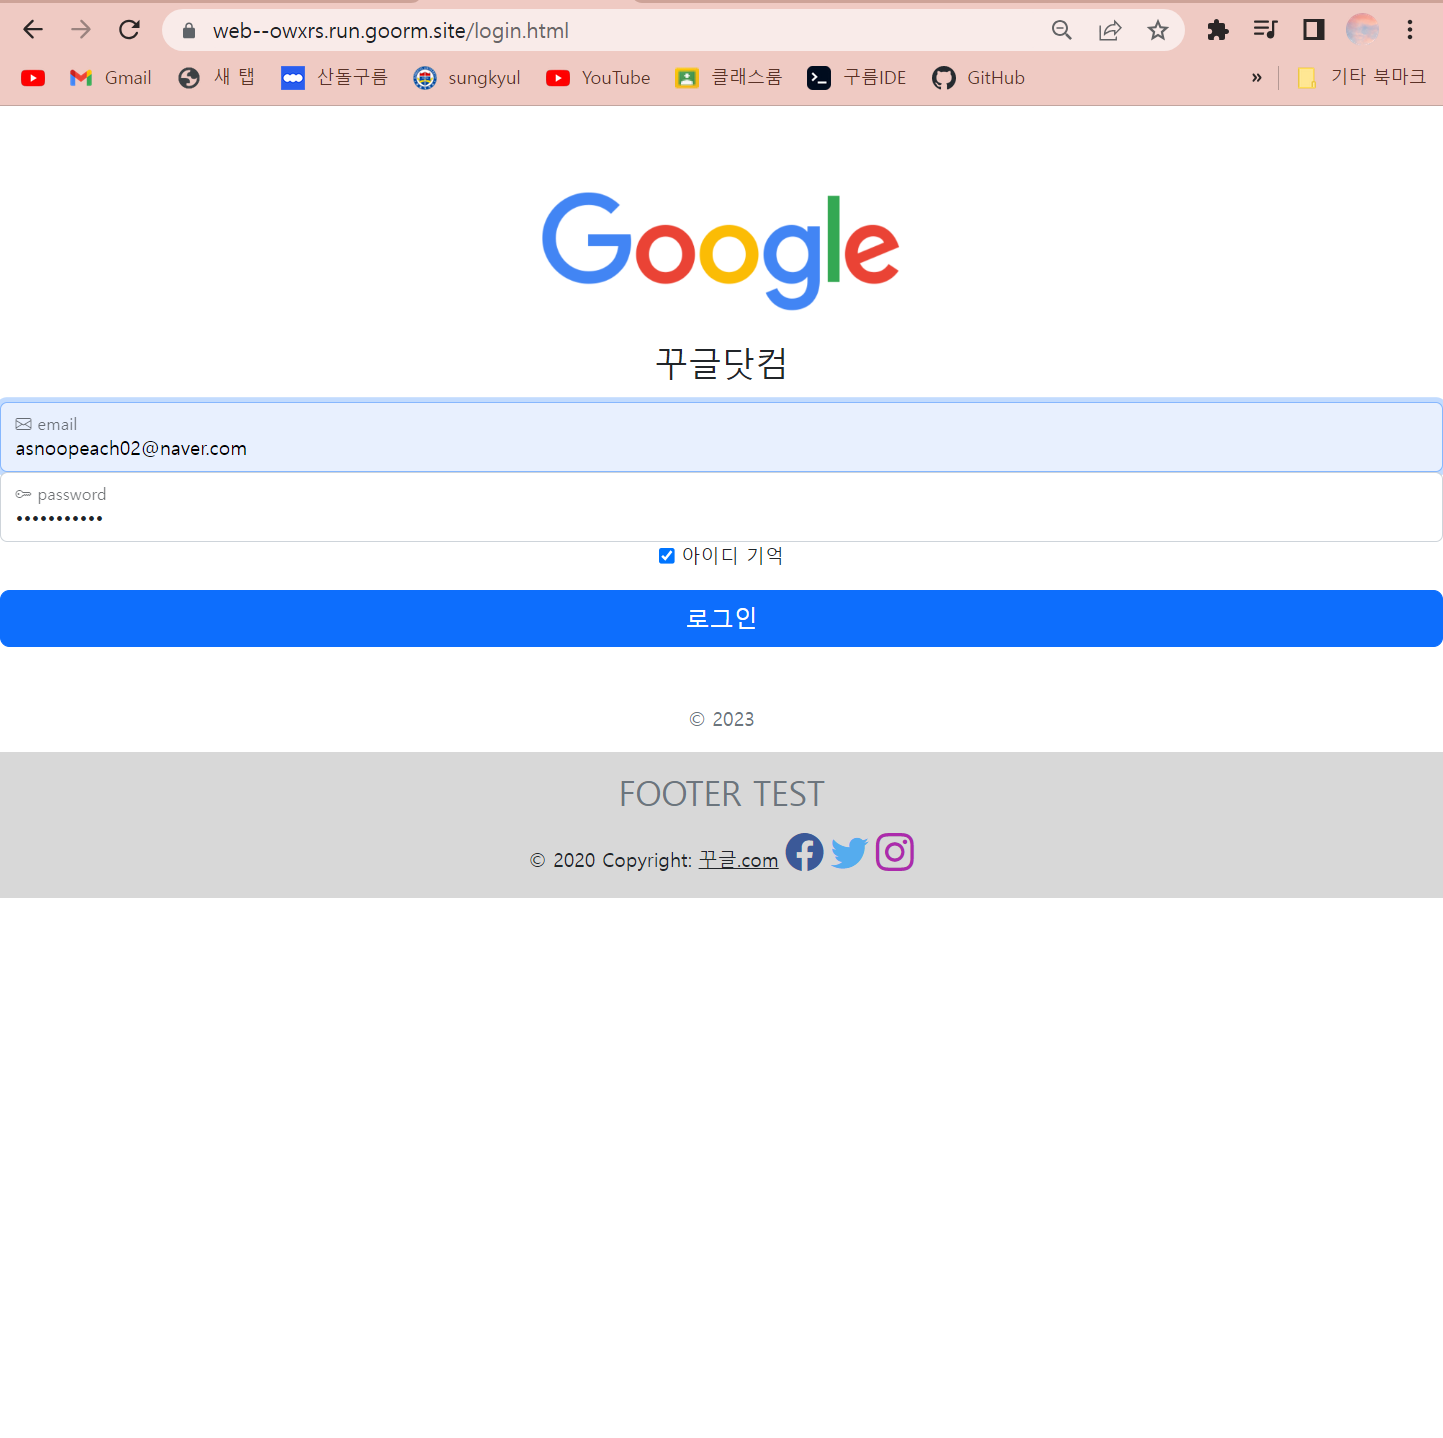 web--owxrs.run.goorm.site/login.html
Gmail 새 탭 산돌구름 sungkyul YouTube 클래스룸 구름IDE GitHub » 기타 북마크
Google
꾸글닷컴
email
asnoopeach02@naver.com
password
•••••••••••
아이디 기억
로그인
© 2023
FOOTER TEST
© 2020 Copyright: 꾸글.com